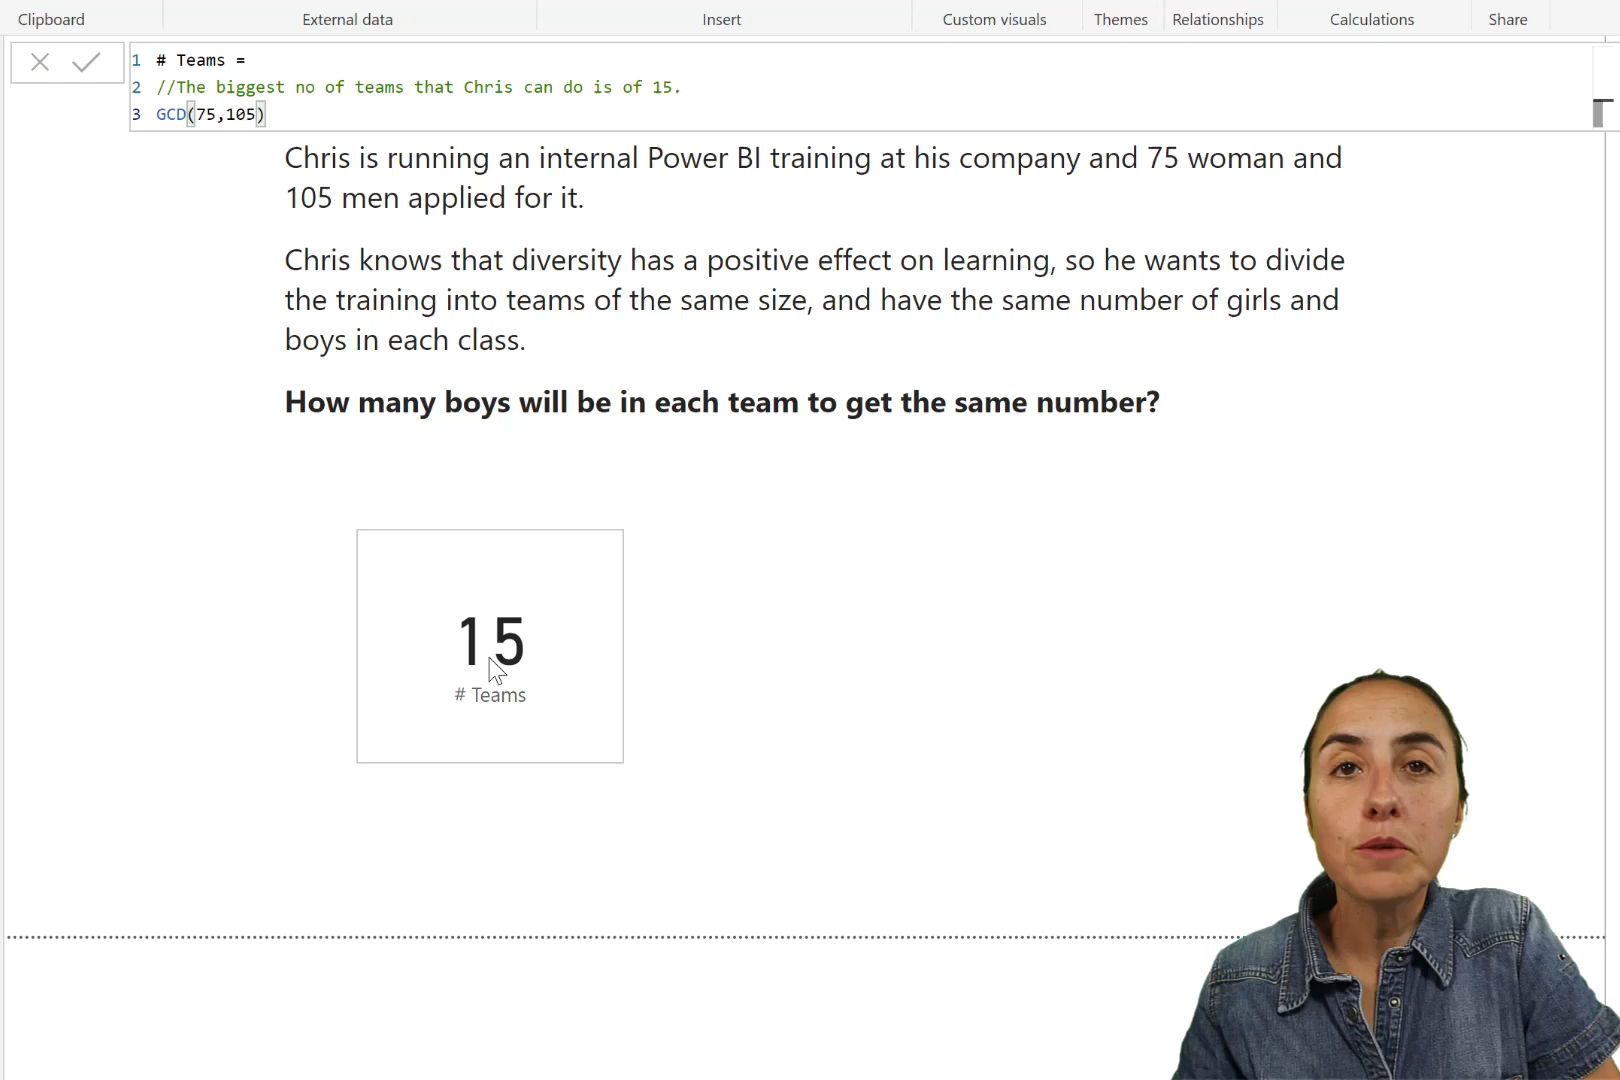 Clipboard
External data
Insert
Custom visuals
Themes
Relationships
Calculations
Share
1 # Teams =
2 //The biggest no of teams that Chris can do is of 15.
3 GCD(75,105)
Chris is running an internal Power BI training at his company and 75 woman and
105 men applied for it.
Chris knows that diversity has a positive effect on learning, so he wants to divide
the training into teams of the same size, and have the same number of girls and
boys in each class.
How many boys will be in each team to get the same number?
15
# Teams